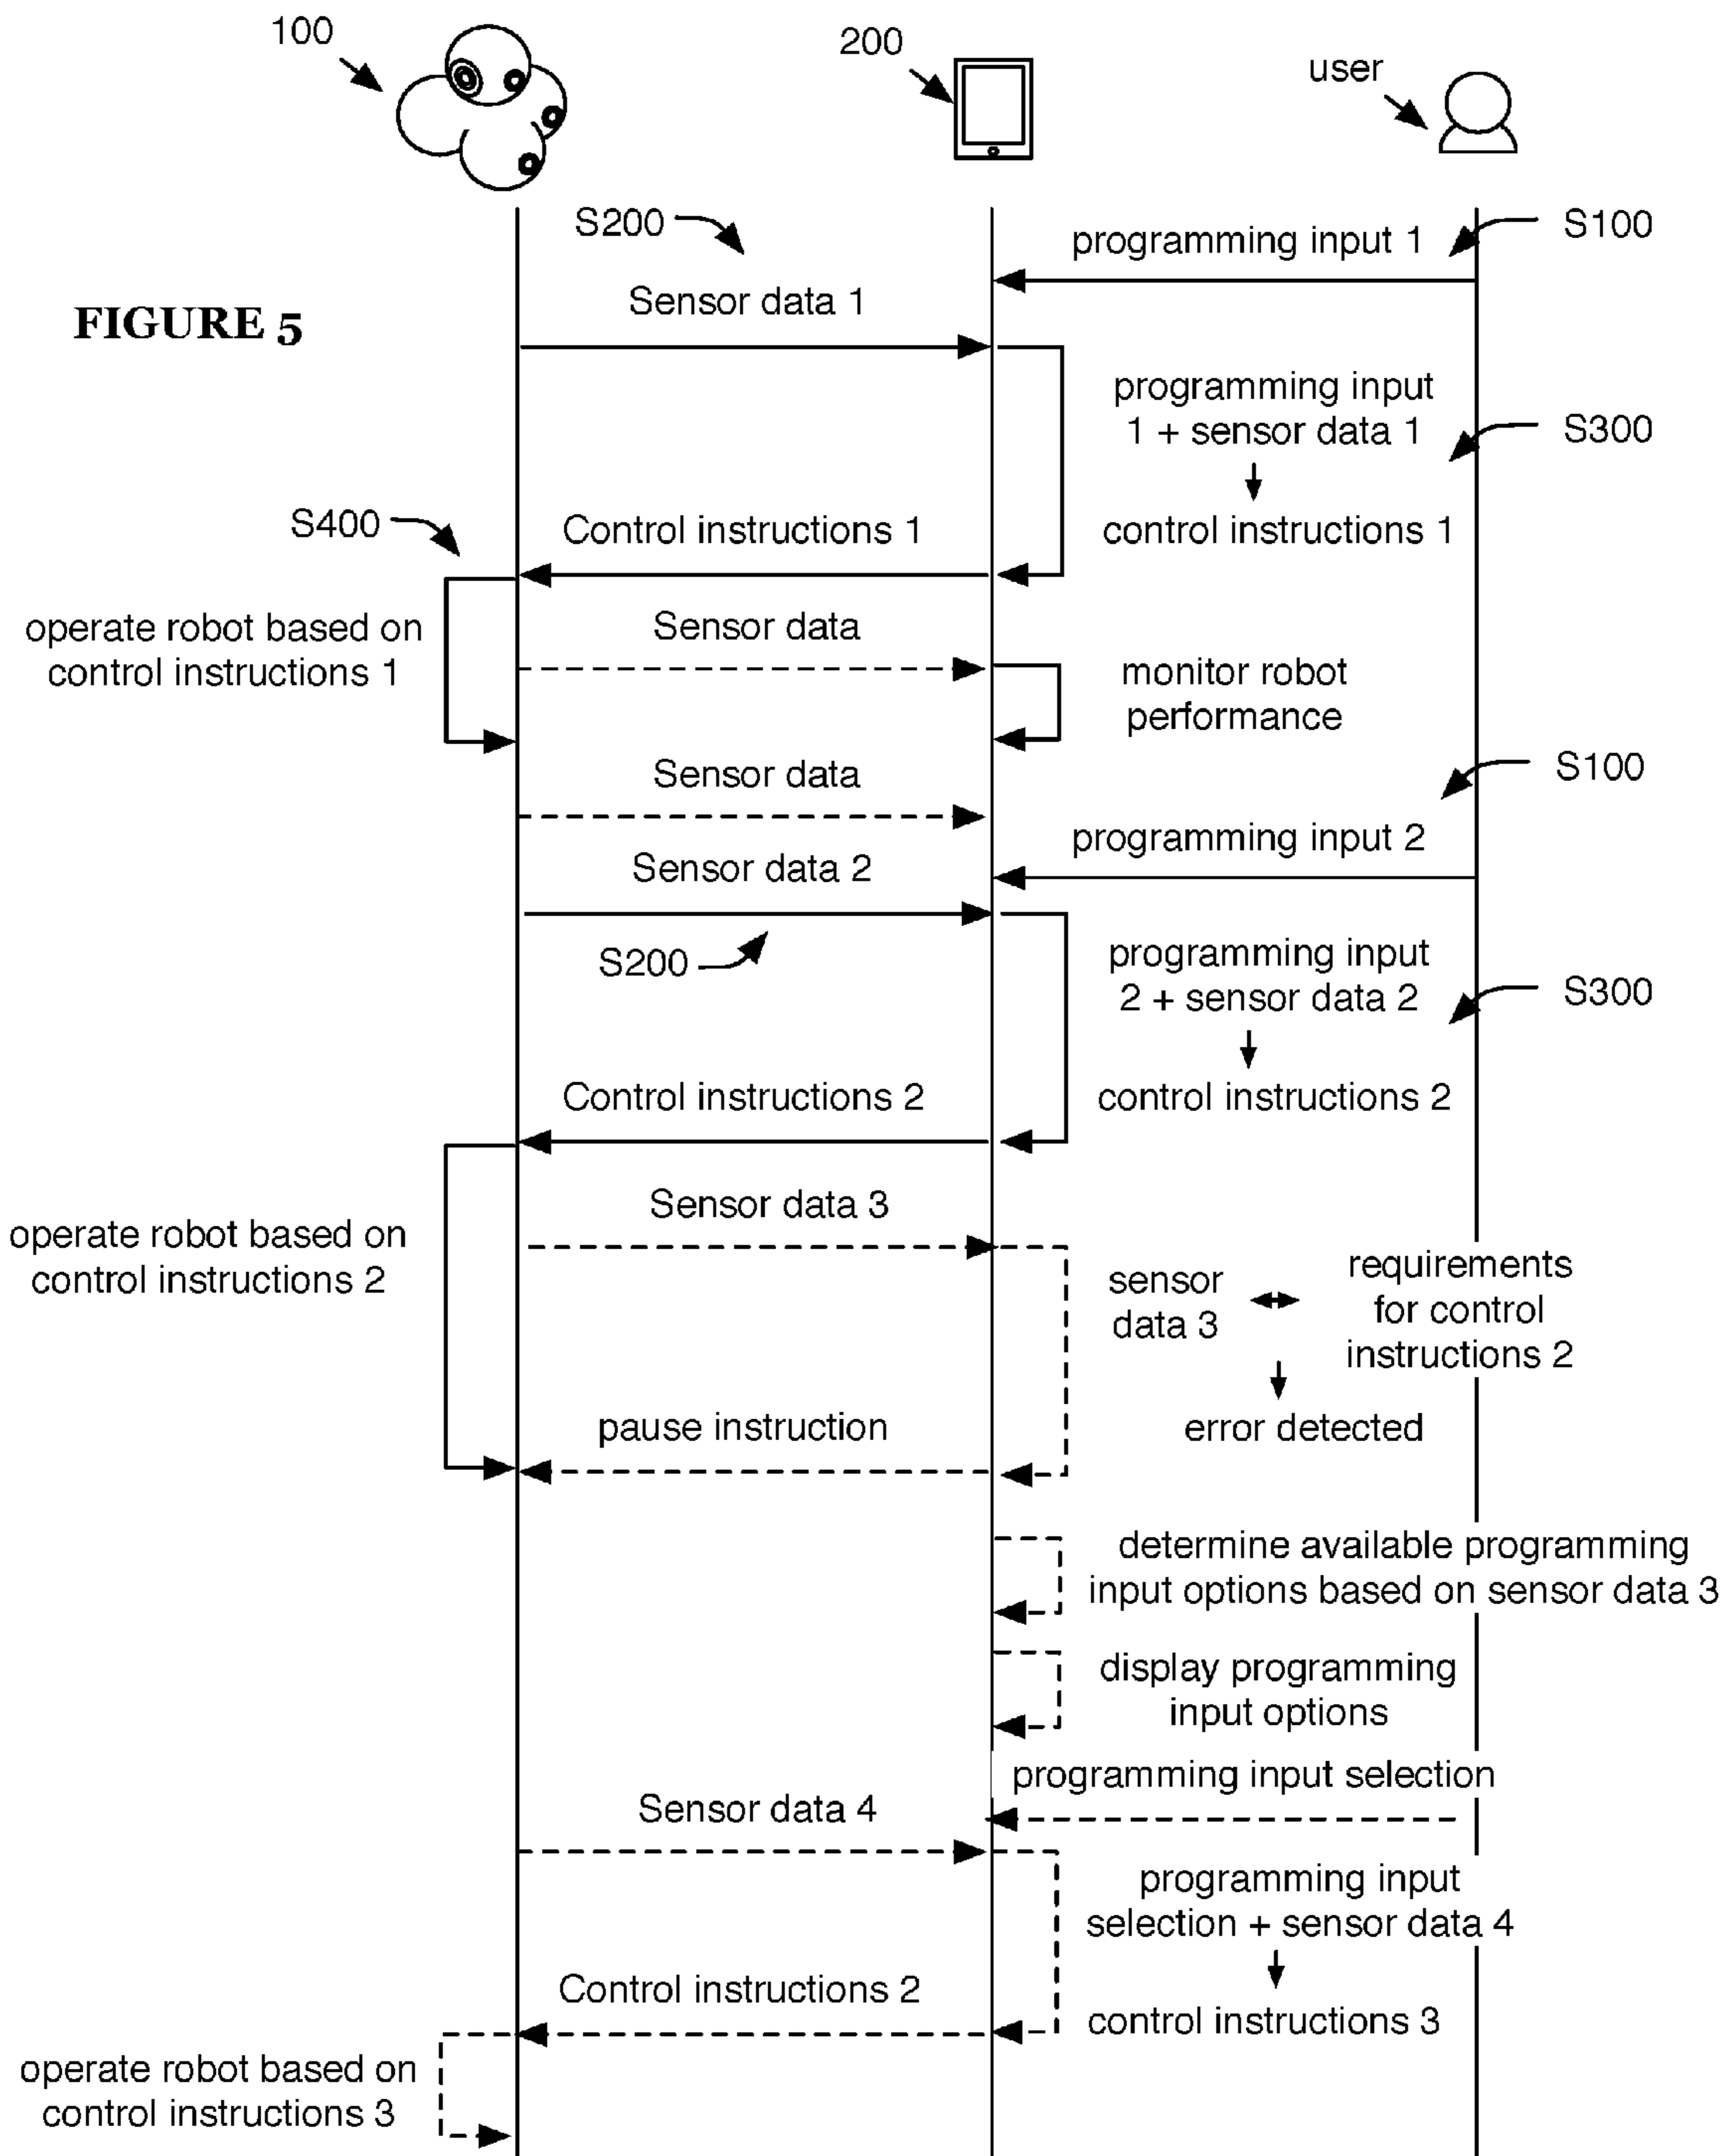 100
200
user
S200
S100
programming input 1
FIGURE 5
Sensor data 1
programming input
1 + sensor data 1
S300
S400
Control instructions 1
control instructions 1
operate robot based on
control instructions 1
Sensor data
monitor robot
performance
Sensor data
S100
programming input 2
Sensor data 2
S200
programming input
2 + sensor data 2
S300
Control instructions 2
control instructions 2
operate robot based on
control instructions 2
Sensor data 3
sensor
data 3
requirements
for control
instructions 2
pause instruction
error detected
determine available programming
input options based on sensor data 3
display programming
input options
programming input selection
Sensor data 4
programming input
selection + sensor data 4
Control instructions 2
control instructions 3
operate robot based on
control instructions 3